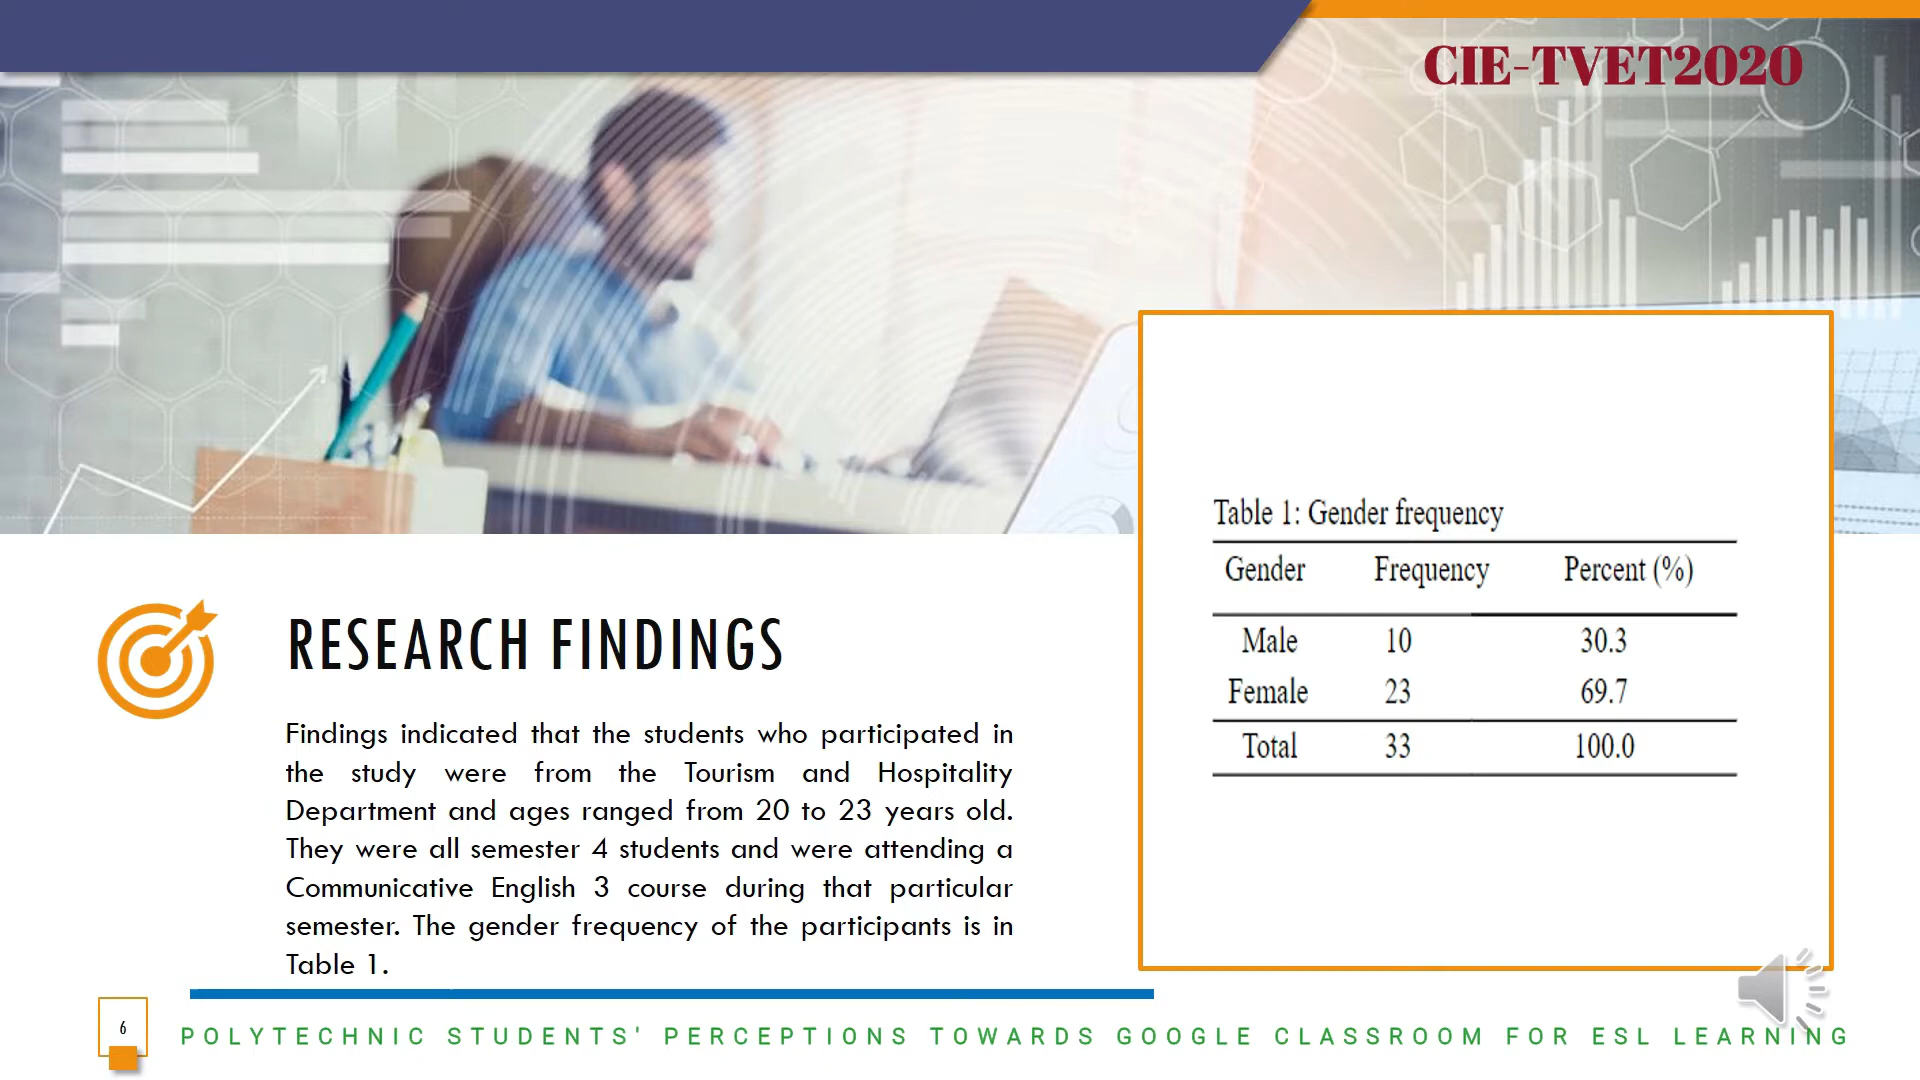 CIE-TVET2020
RESEARCH FINDINGS
Findings indicated that the students who participated in
the study were from the Tourism and Hospitality
Department and ages ranged from 20 to 23 years old.
They were all semester 4 students and were attending a
Communicative English 3 course during that particular
semester. The gender frequency of the participants is in
Table 1.
Table 1: Gender frequency
Gender Frequency Percent (%)
Male 10 30.3
Female 23 69.7
Total 33 100.0
6
POLYTECHNIC STUDENTS' PERCEPTIONS TOWARDS GOOGLE CLASSROOM FOR ESL LEARNING